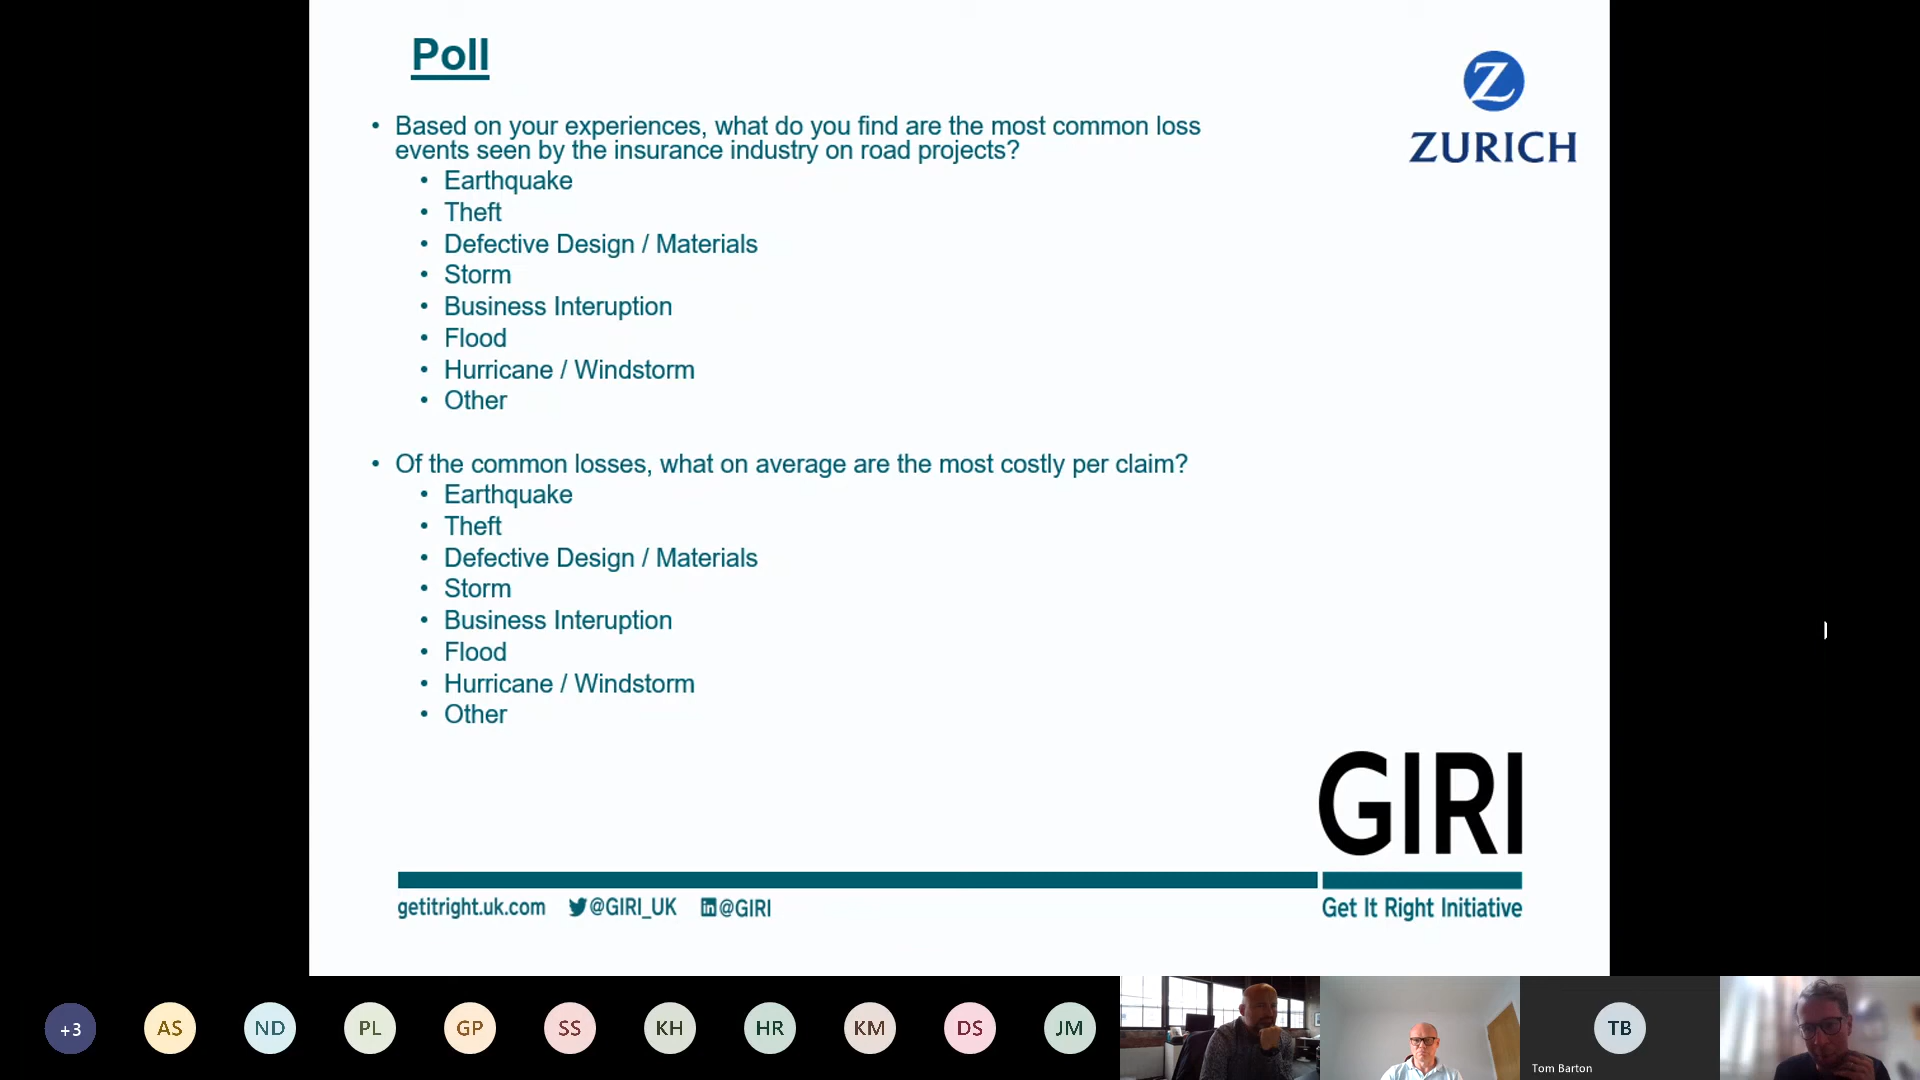 Poll
Z
ZURICH
• Based on your experiences, what do you find are the most common loss
events seen by the insurance industry on road projects?
• Earthquake
• Theft
• Defective Design / Materials
• Storm
• Business Interuption
• Flood
• Hurricane / Windstorm
• Other
• Of the common losses, what on average are the most costly per claim?
• Earthquake
• Theft
• Defective Design / Materials
• Storm
• Business Interuption
• Flood
• Hurricane / Windstorm
• Other
GIRI
getitright.uk.com @GIRI_UK in @GIRI
Get It Right Initiative
+3 AS ND PL GP SS KH HR KM DS JM TB
Tom Barton